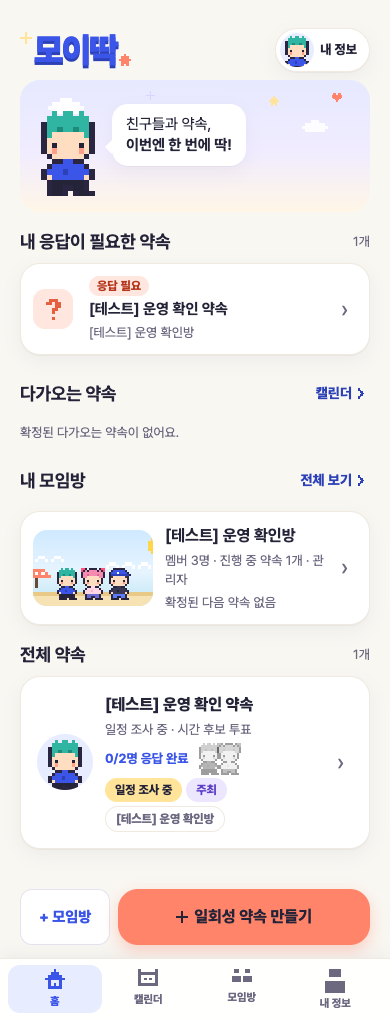 모이딱
내 정보
친구들과 약속,
이번엔 한 번에 딱!
내 응답이 필요한 약속
1개
응답 필요
[테스트] 운영 확인 약속
[테스트] 운영 확인방
다가오는 약속
캘린더
확정된 다가오는 약속이 없어요.
내 모임방
전체 보기
[테스트] 운영 확인방
멤버 3명 · 진행 중 약속 1개 · 관
리자
확정된 다음 약속 없음
전체 약속
1개
[테스트] 운영 확인 약속
일정 조사 중 · 시간 후보 투표
0/2명 응답 완료
일정 조사 중
주최
[테스트] 운영 확인방
+ 모임방
+ 일회성 약속 만들기
홈
캘린더
모임방
내 정보